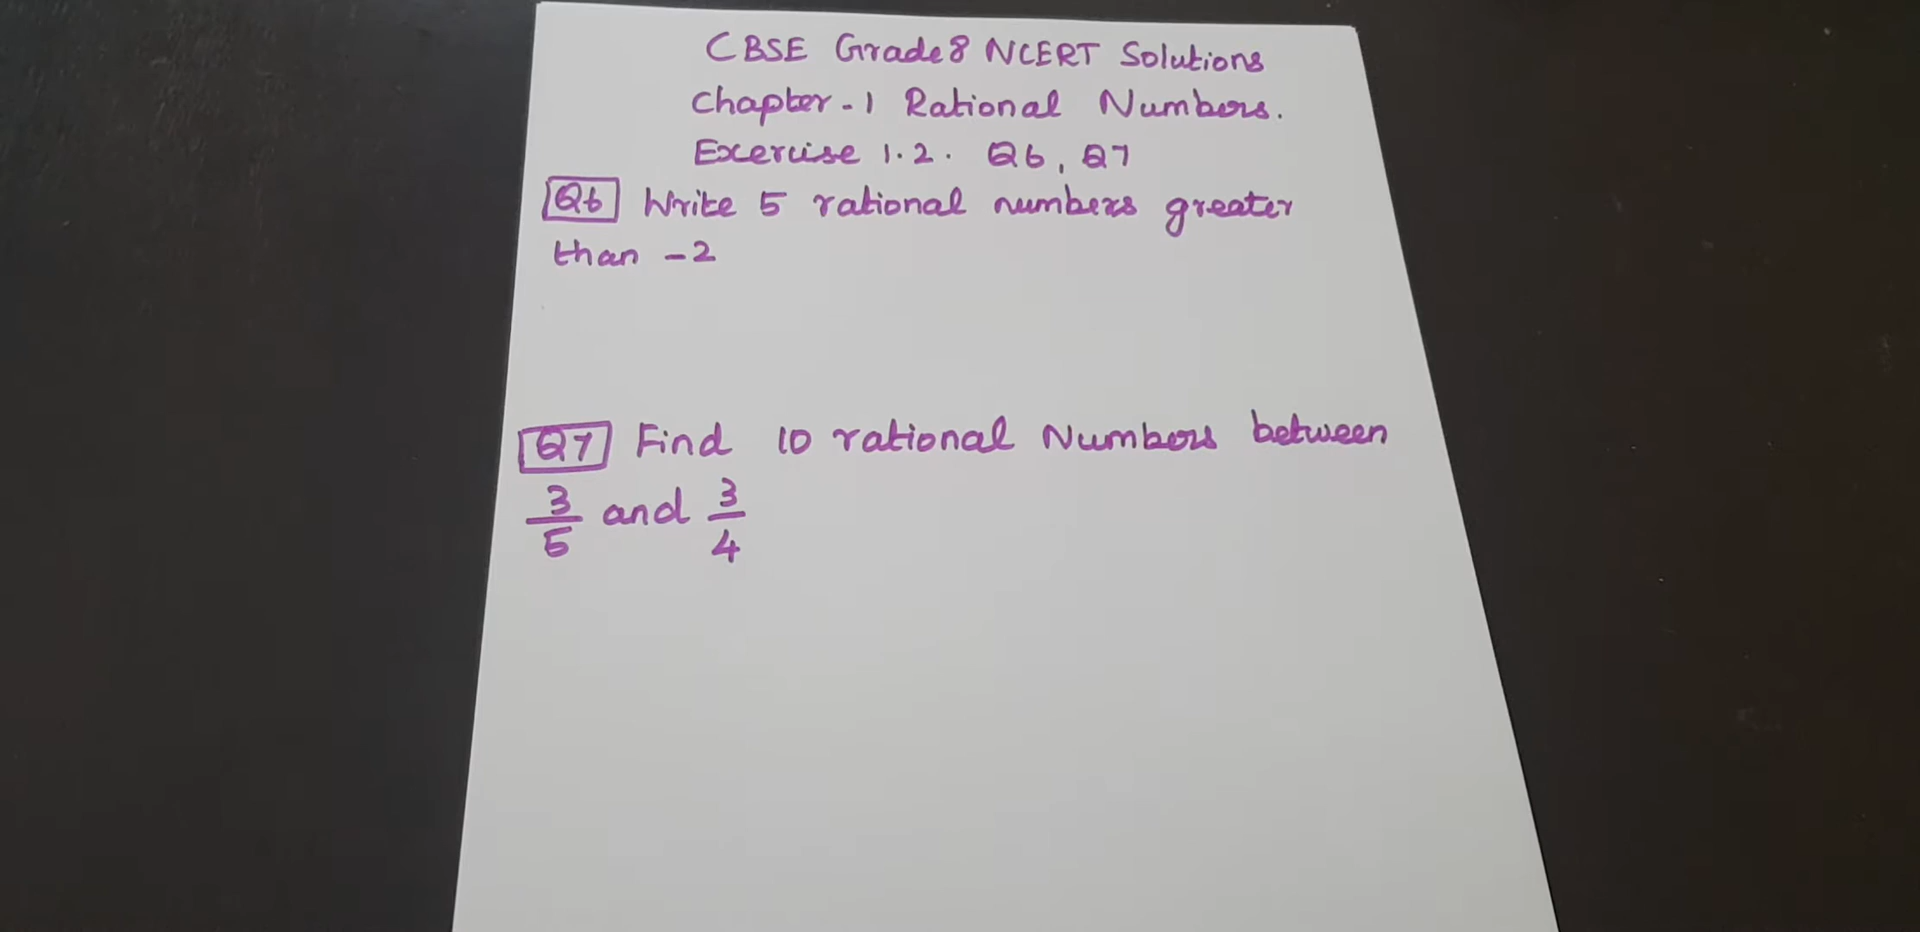 CBSE Grade 8 NCERT Solutions
Chapter - 1 Rational Numbers.
Exercise 1.2. Q6, Q7
Q6 Write 5 rational numbers greater
than -2
Q7 Find 10 rational Numbers between
3/5 and 3/4